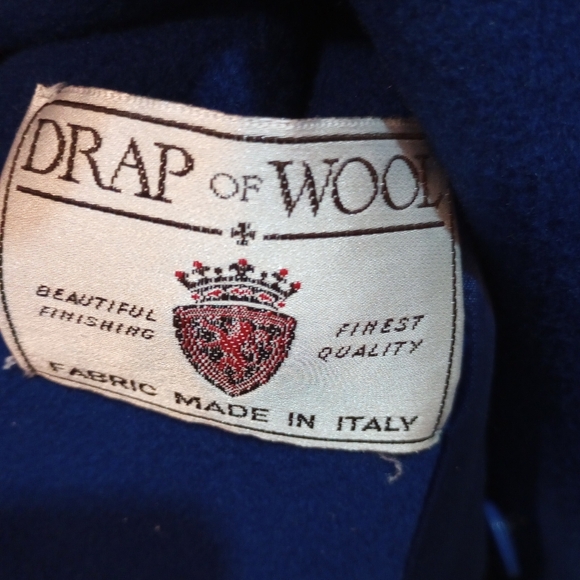 DRAP OF WOOL
BEAUTIFUL
FINISHING
FINEST
QUALITY
FABRIC MADE IN ITALY